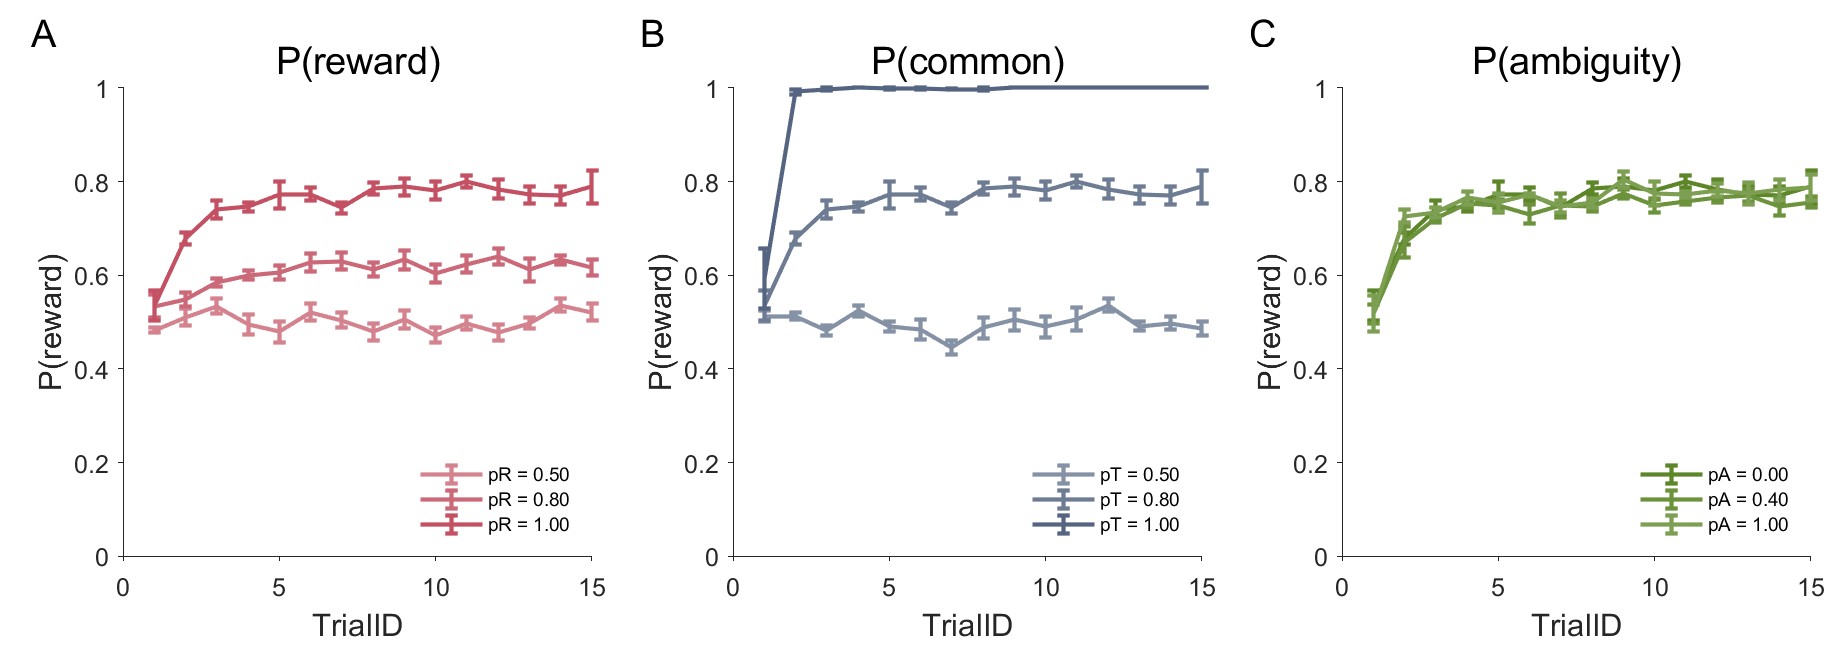 A
P(reward)
P(reward)
1
0.8
0.6
0.4
0.2
0
0 5 10 15
TrialID
pR = 0.50
pR = 0.80
pR = 1.00
B
P(common)
P(reward)
1
0.8
0.6
0.4
0.2
0
0 5 10 15
TrialID
pT = 0.50
pT = 0.80
pT = 1.00
C
P(ambiguity)
P(reward)
1
0.8
0.6
0.4
0.2
0
0 5 10 15
TrialID
pA = 0.00
pA = 0.40
pA = 1.00